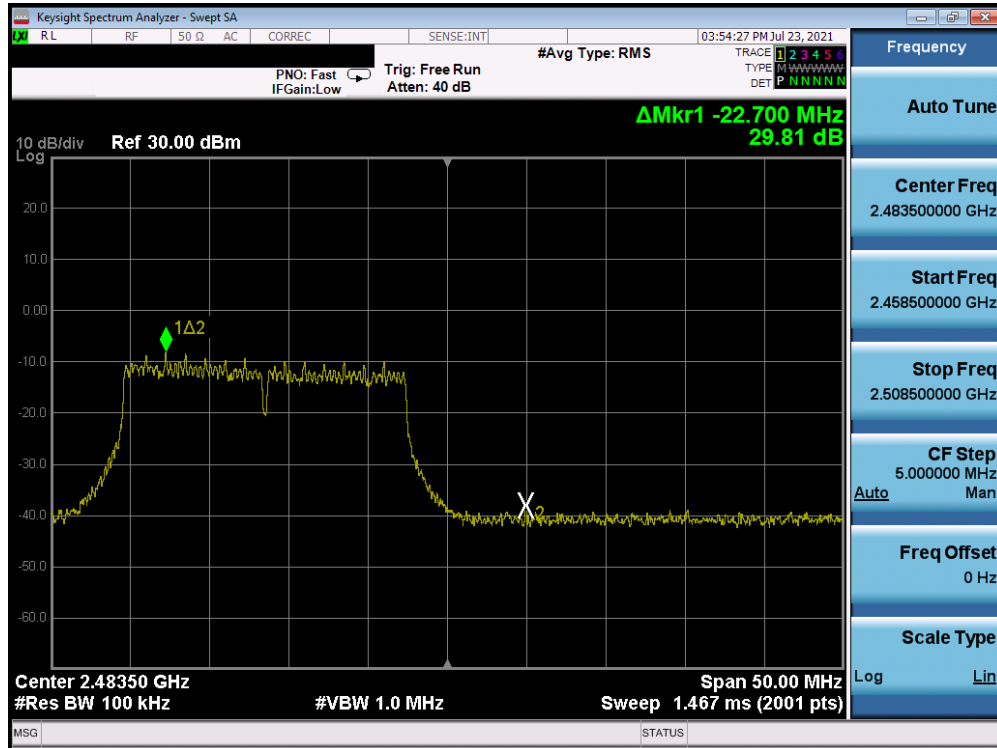 Keysight Spectrum Analyzer - Swept SA
LXI RL RF 50 Ω AC CORREC SENSE:INT 03:54:27 PM Jul 23, 2021
#Avg Type: RMS TRACE 1 2 3 4 5 6
PNO: Fast Trig: Free Run TYPE M WWWWW
IFGain:Low Atten: 40 dB DET P N N N N N
ΔMkr1 -22.700 MHz
29.81 dB
10 dB/div Ref 30.00 dBm
Log
20.0
10.0
0.00
1Δ2
-10.0
-20.0
-30.0
-40.0
X2
-50.0
-60.0
Center 2.48350 GHz Span 50.00 MHz
#Res BW 100 kHz #VBW 1.0 MHz Sweep 1.467 ms (2001 pts)
MSG STATUS
Frequency
Auto Tune
Center Freq
2.483500000 GHz
Start Freq
2.458500000 GHz
Stop Freq
2.508500000 GHz
CF Step
5.000000 MHz
Auto Man
Freq Offset
0 Hz
Scale Type
Log Lin